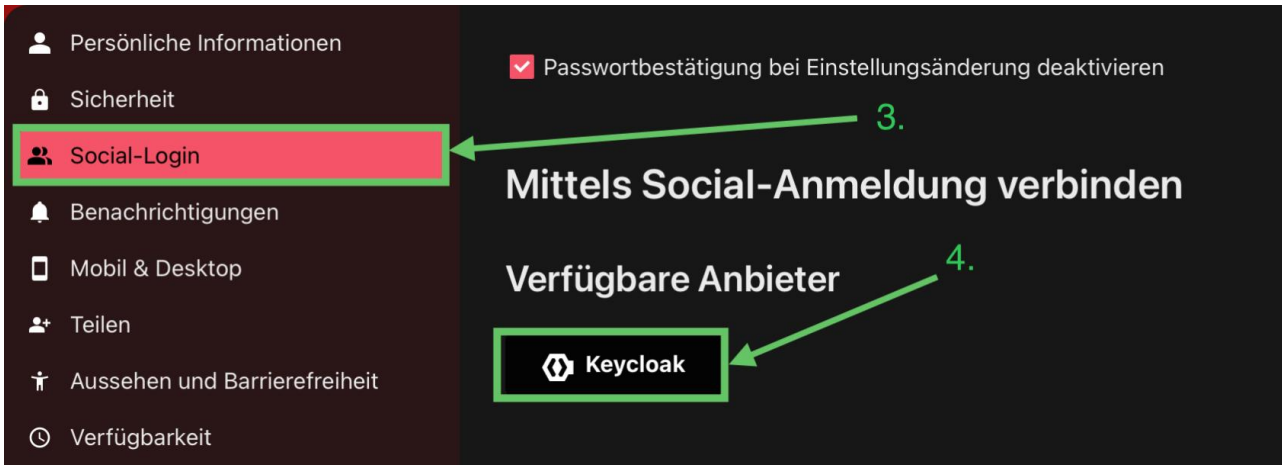 Persönliche Informationen
Sicherheit
Social-Login
Benachrichtigungen
Mobil & Desktop
Teilen
Aussehen und Barrierefreiheit
Verfügbarkeit
Passwortbestätigung bei Einstellungsänderung deaktivieren
3.
Mittels Social-Anmeldung verbinden
4.
Verfügbare Anbieter
Keycloak